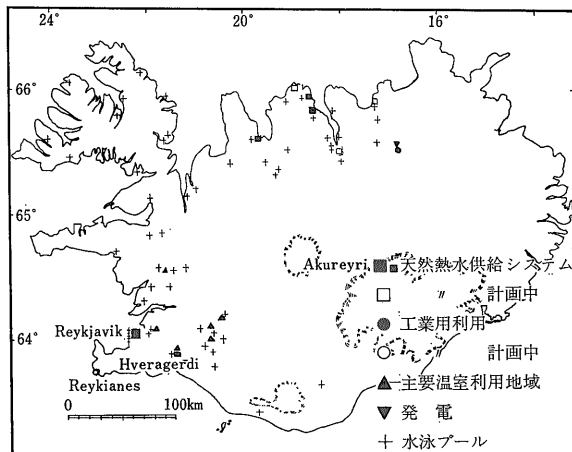 24° 20° 16°
66°
65°
64°
Akureyri
天然熱水供給システム
〃 計画中
工業用利用
〃 計画中
主要温室利用地域
発 電
水泳プール
Reykjavik
Hveragerdi
Reykianes
0 100km